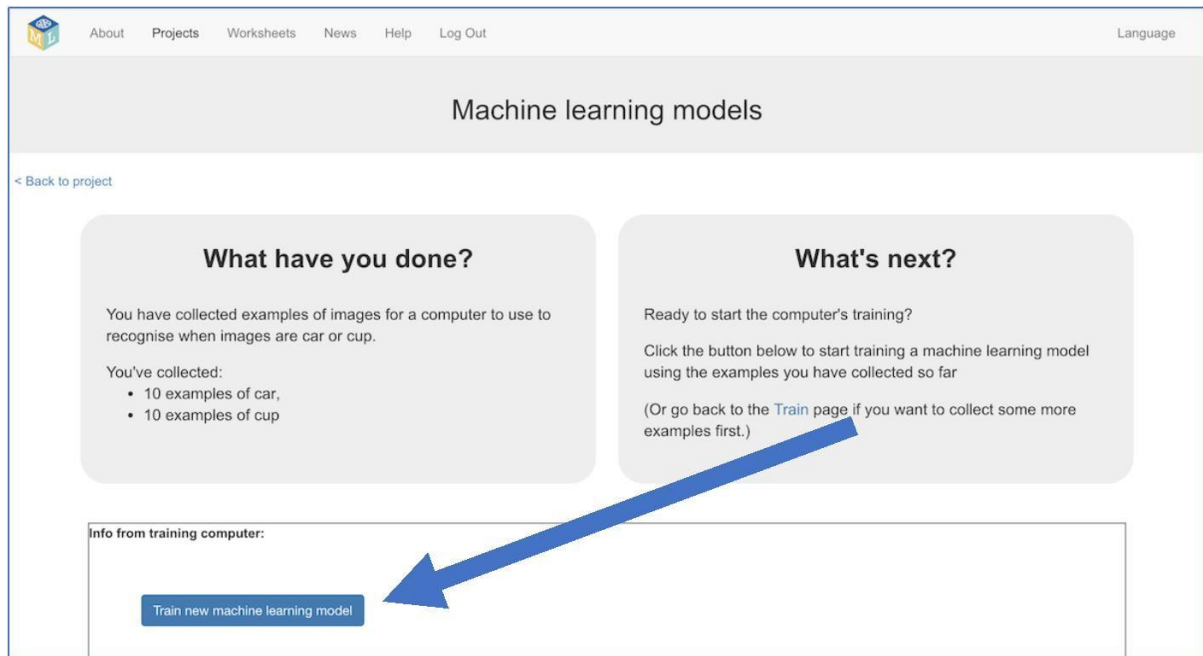 About Projects Worksheets News Help Log Out Language
Machine learning models
< Back to project
What have you done?
You have collected examples of images for a computer to use to
recognise when images are car or cup.
You've collected:
• 10 examples of car,
• 10 examples of cup
What's next?
Ready to start the computer's training?
Click the button below to start training a machine learning model
using the examples you have collected so far
(Or go back to the Train page if you want to collect some more
examples first.)
Info from training computer:
Train new machine learning model